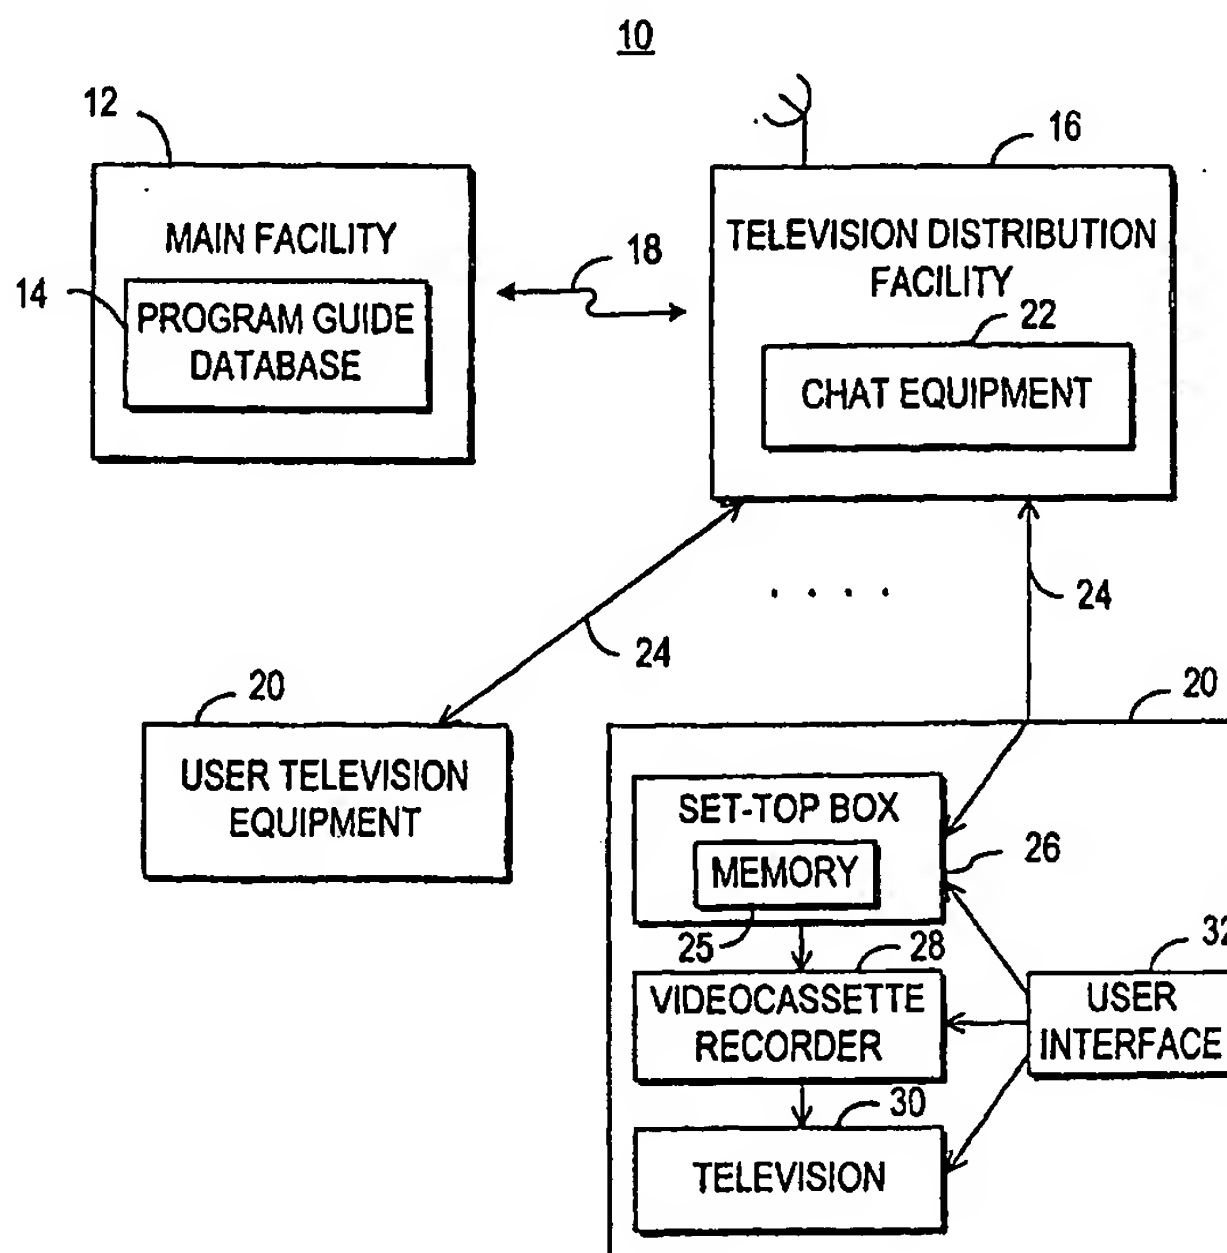 10
12
16
MAIN FACILITY
14
PROGRAM GUIDE
DATABASE
18
TELEVISION DISTRIBUTION
FACILITY
22
CHAT EQUIPMENT
24
24
20
USER TELEVISION
EQUIPMENT
20
SET-TOP BOX
MEMORY
26
25
28
32
VIDEOCASSETTE
RECORDER
USER
INTERFACE
30
TELEVISION